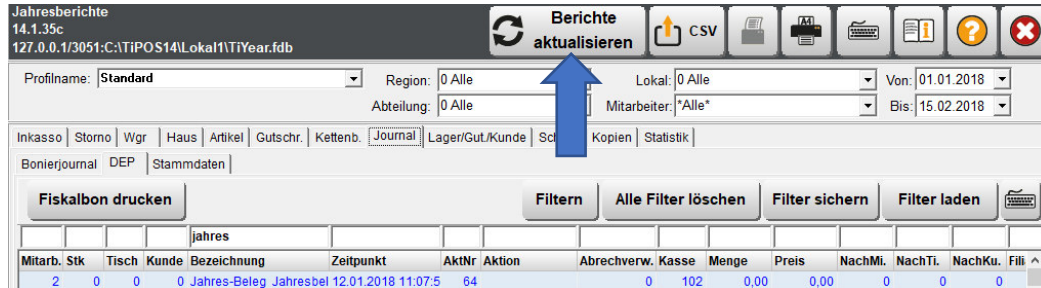 Jahresberichte
14.1.35c
127.0.0.1/3051:C:\TiPOS14\Lokal1\TiYear.fdb
Berichte aktualisieren
CSV
Profilname: Standard Region: 0 Alle Lokal: 0 Alle Von: 01.01.2018
Abteilung: 0 Alle Mitarbeiter: *Alle* Bis: 15.02.2018
Inkasso Storno Wgr Haus Artikel Gutschr. Kettenb. Journal Lager/Gut./Kunde Kopien Statistik
Bonierjournal DEP Stammdaten
Fiskalbon drucken Filtern Alle Filter löschen Filter sichern Filter laden
jahres
Mitarb. Stk Tisch Kunde Bezeichnung Zeitpunkt AktNr Aktion Abrechverw. Kasse Menge Preis NachMi. NachTi. NachKu. Fili
2 0 0 0 Jahres-Beleg Jahresbel 12.01.2018 11:07:5 64 0 102 0,00 0,00 0 0 0